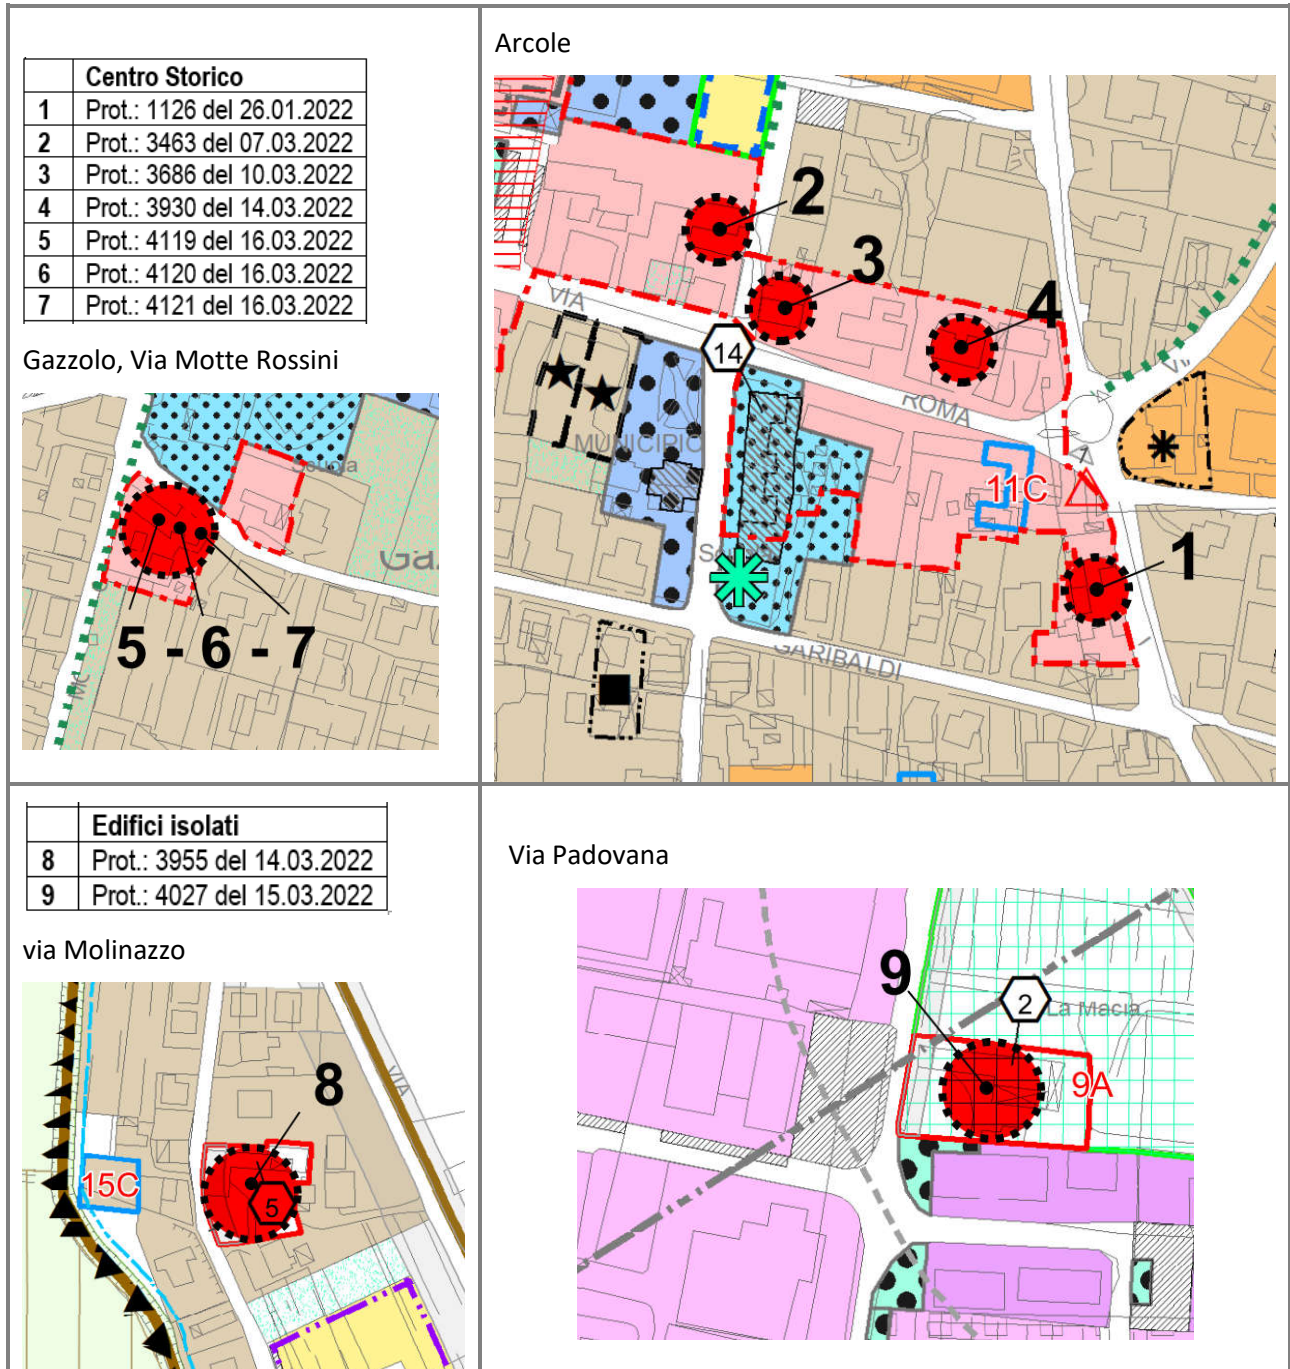 Centro Storico
1 Prot.: 1126 del 26.01.2022
2 Prot.: 3463 del 07.03.2022
3 Prot.: 3686 del 10.03.2022
4 Prot.: 3930 del 14.03.2022
5 Prot.: 4119 del 16.03.2022
6 Prot.: 4120 del 16.03.2022
7 Prot.: 4121 del 16.03.2022
Gazzolo, Via Motte Rossini
Scuola
Gaz
5 - 6 - 7
Arcole
2
3
4
VIA
14
ROMA
MUNICIPIO
11C
1
GARIBALDI
Edifici isolati
8 Prot.: 3955 del 14.03.2022
9 Prot.: 4027 del 15.03.2022
via Molinazzo
VIA
8
15C
5
Via Padovana
9
2
La Macia
9A